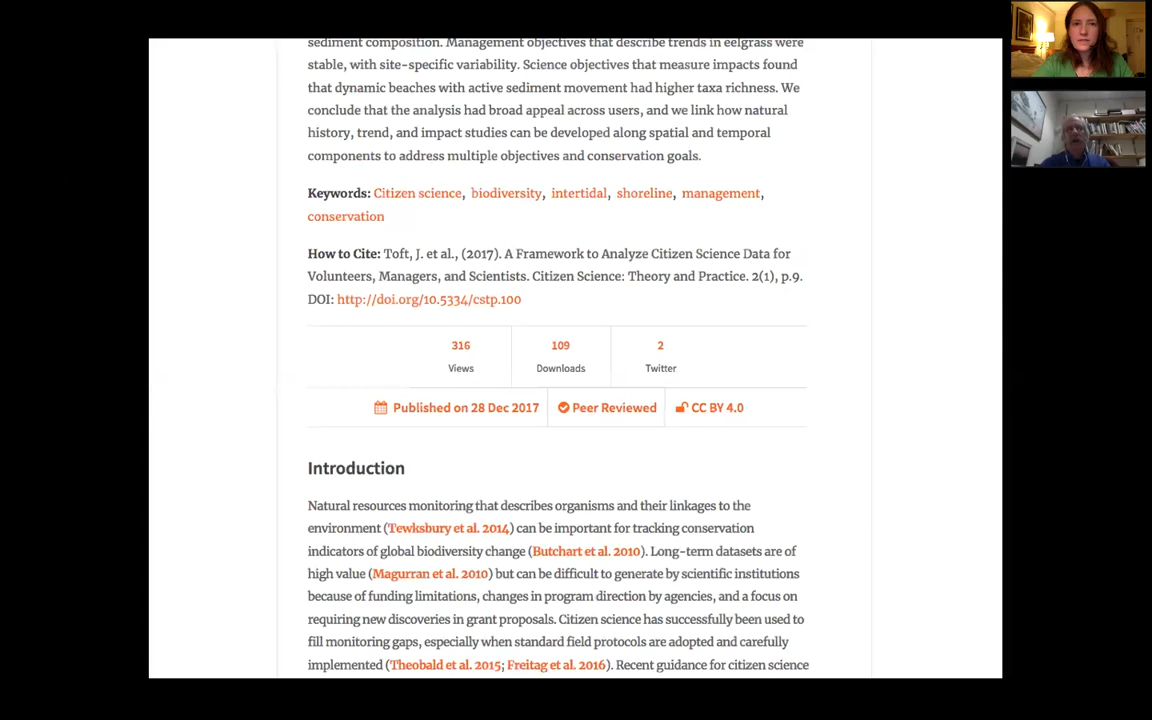 sediment composition. Management objectives that describe trends in eelgrass were
stable, with site-specific variability. Science objectives that measure impacts found
that dynamic beaches with active sediment movement had higher taxa richness. We
conclude that the analysis had broad appeal across users, and we link how natural
history, trend, and impact studies can be developed along spatial and temporal
components to address multiple objectives and conservation goals.
Keywords: Citizen science, biodiversity, intertidal, shoreline, management,
conservation
How to Cite: Toft, J. et al., (2017). A Framework to Analyze Citizen Science Data for
Volunteers, Managers, and Scientists. Citizen Science: Theory and Practice. 2(1), p.9.
DOI: http://doi.org/10.5334/cstp.100
316 109 2
Views Downloads Twitter
Published on 28 Dec 2017 Peer Reviewed CC BY 4.0
Introduction
Natural resources monitoring that describes organisms and their linkages to the
environment (Tewksbury et al. 2014) can be important for tracking conservation
indicators of global biodiversity change (Butchart et al. 2010). Long-term datasets are of
high value (Magurran et al. 2010) but can be difficult to generate by scientific institutions
because of funding limitations, changes in program direction by agencies, and a focus on
requiring new discoveries in grant proposals. Citizen science has successfully been used to
fill monitoring gaps, especially when standard field protocols are adopted and carefully
implemented (Theobald et al. 2015; Freitag et al. 2016). Recent guidance for citizen science